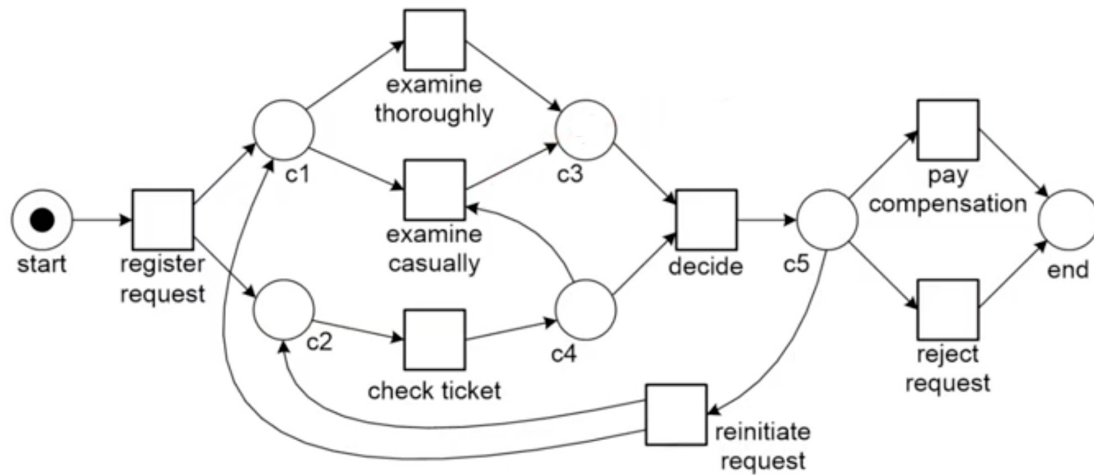 examine
thoroughly
c1
c3
pay
compensation
examine
casually
start
register
request
decide
c5
end
c2
c4
check ticket
reject
request
reinitiate
request